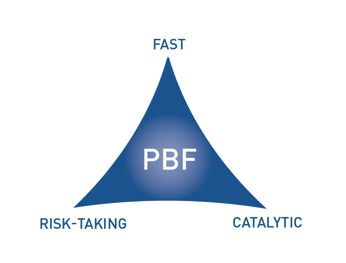 FAST
PBF
RISK-TAKING
CATALYTIC